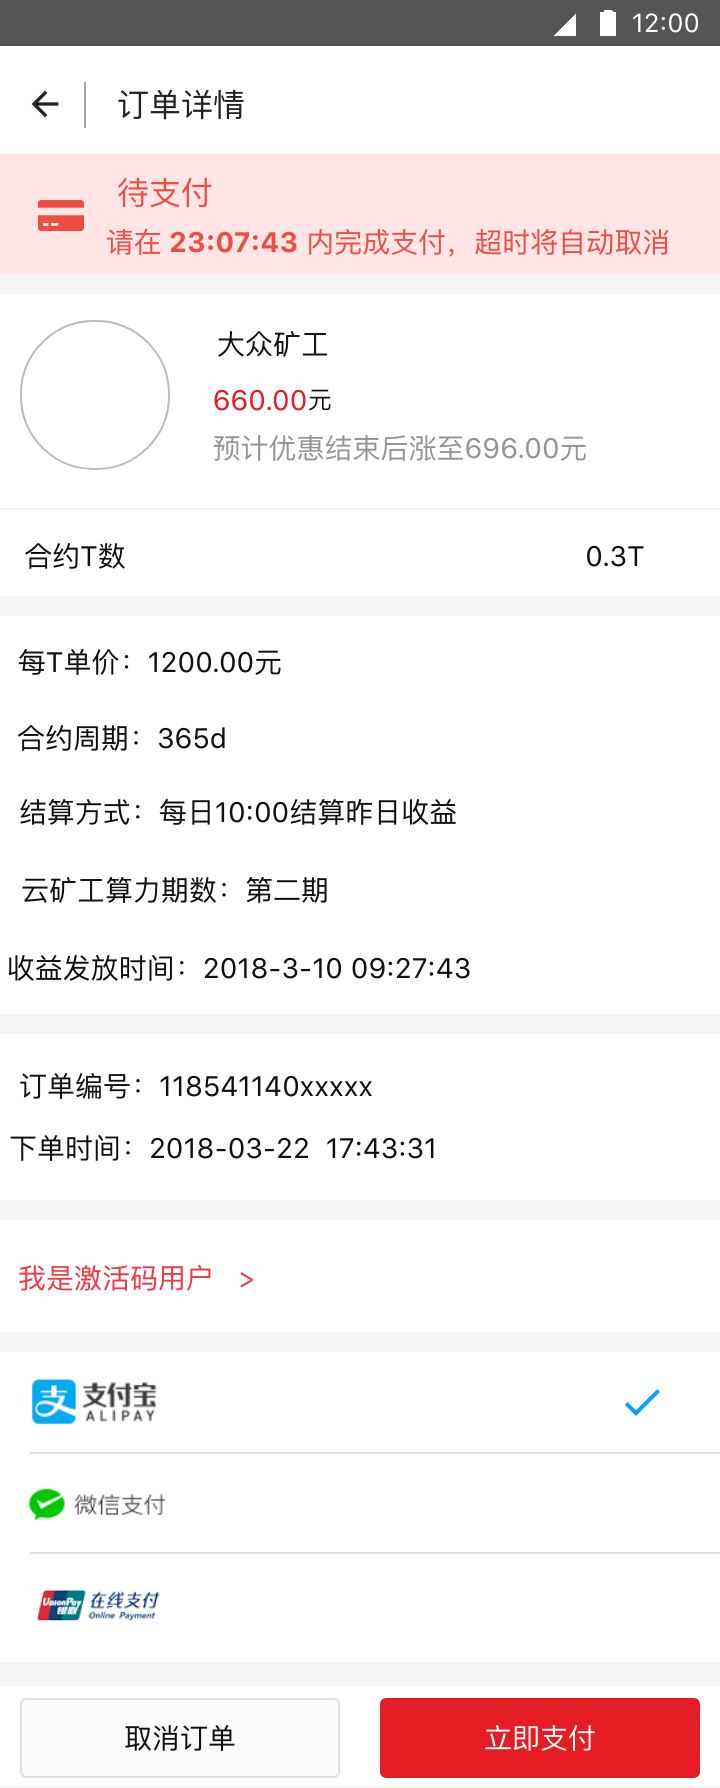 12:00
订单详情
待支付
请在 23:07:43 内完成支付，超时将自动取消
大众矿工
660.00元
预计优惠结束后涨至696.00元
合约T数 0.3T
每T单价：1200.00元
合约周期：365d
结算方式：每日10:00结算昨日收益
云矿工算力期数：第二期
收益发放时间：2018-3-10 09:27:43
订单编号：118541140xxxxx
下单时间：2018-03-22 17:43:31
我是激活码用户 >
支 支付宝
ALIPAY
微信支付
UnionPay 在线支付
银联 Online Payment
取消订单 立即支付